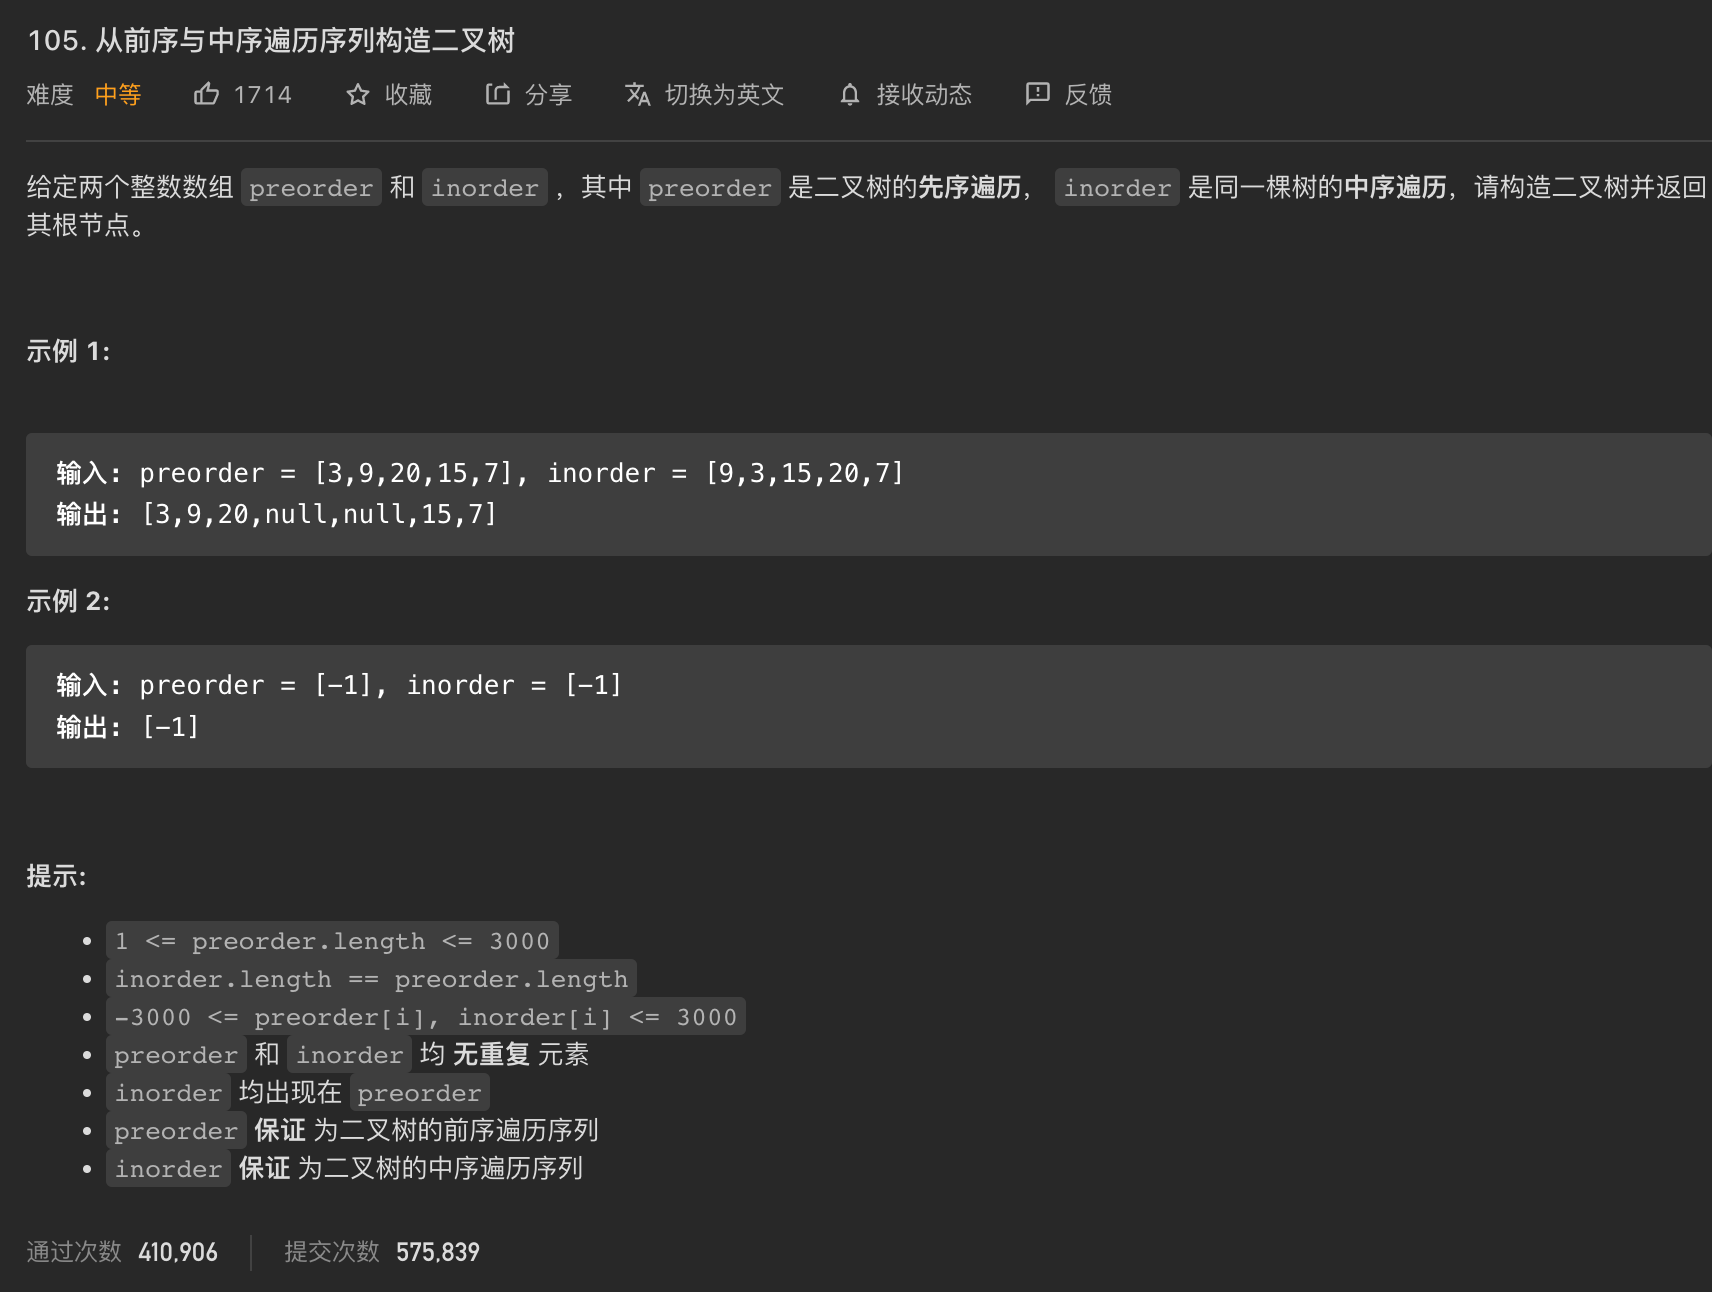 105. 从前序与中序遍历序列构造二叉树
难度 中等 1714 收藏 分享 切换为英文 接收动态 反馈
给定两个整数数组 preorder 和 inorder ，其中 preorder 是二叉树的先序遍历， inorder 是同一棵树的中序遍历，请构造二叉树并返回
其根节点。
示例 1:
输入: preorder = [3,9,20,15,7], inorder = [9,3,15,20,7]
输出: [3,9,20,null,null,15,7]
示例 2:
输入: preorder = [-1], inorder = [-1]
输出: [-1]
提示:
1 <= preorder.length <= 3000
inorder.length == preorder.length
-3000 <= preorder[i], inorder[i] <= 3000
preorder 和 inorder 均 无重复 元素
inorder 均出现在 preorder
preorder 保证 为二叉树的前序遍历序列
inorder 保证 为二叉树的中序遍历序列
通过次数 410,906 提交次数 575,839